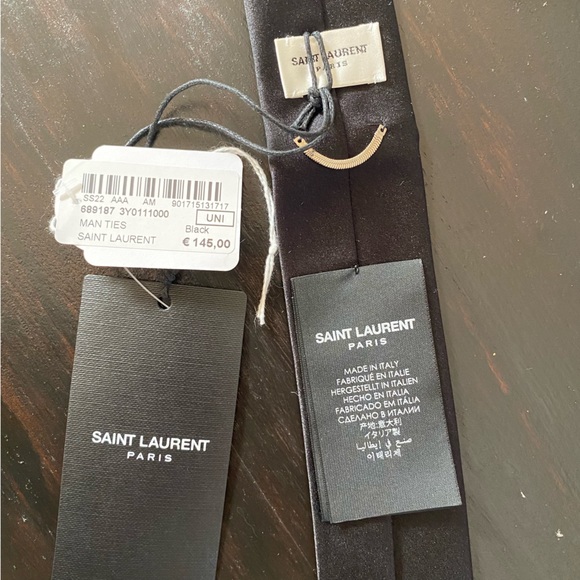 SAINT LAURENT
PARIS
SS22 AAA AM 901715131717
689187 3Y0111000 UNI
MAN TIES Black
SAINT LAURENT € 145,00
SAINT LAURENT
PARIS
SAINT LAURENT
PARIS
MADE IN ITALY
FABRIQUÉ EN ITALIE
HERGESTELLT IN ITALIEN
HECHO EN ITALIA
FABRICADO EM ITÁLIA
СДЕЛАНО В ИТАЛИИ
产地:意大利
イタリア製
صنع في إيطاليا
이태리제